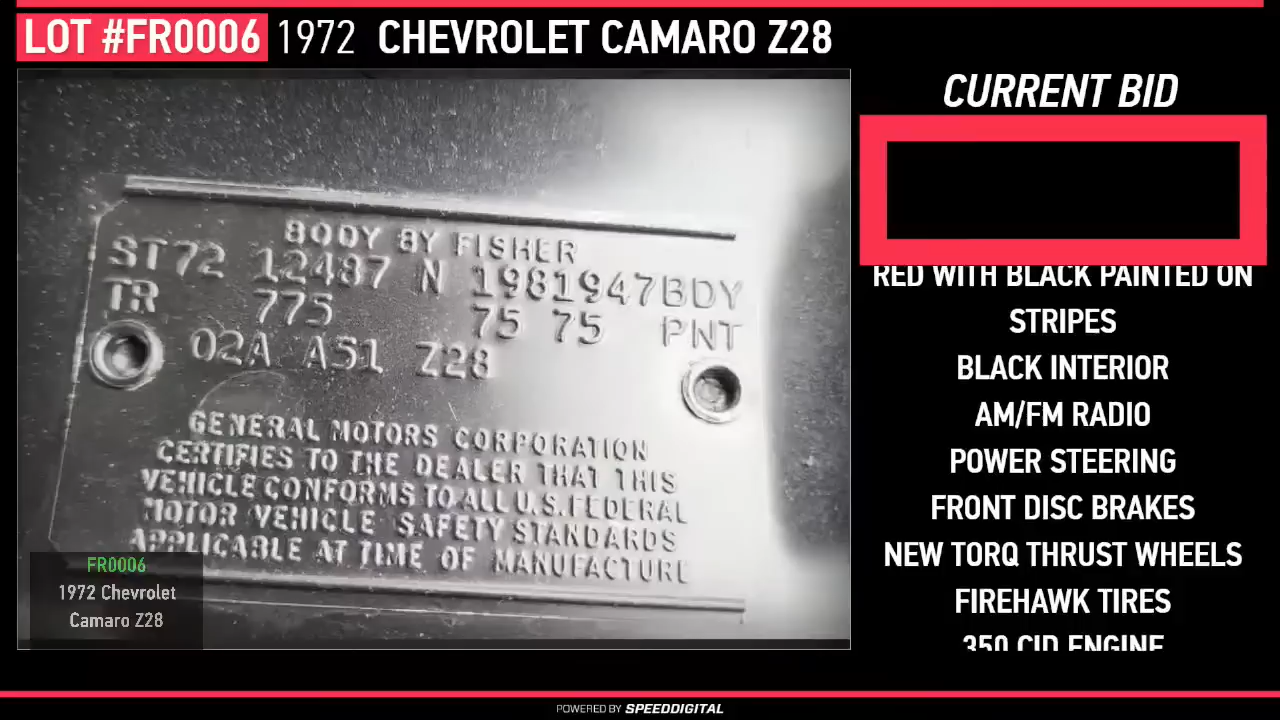 LOT #FR0006 1972 CHEVROLET CAMARO Z28
CURRENT BID
BODY BY FISHER
ST72 12487 N 1981947BDY
TR 775 75 75 PNT
02A A51 Z28
GENERAL MOTORS CORPORATION
CERTIFIES TO THE DEALER THAT THIS
VEHICLE CONFORMS TO ALL U.S. FEDERAL
MOTOR VEHICLE SAFETY STANDARDS
APPLICABLE AT TIME OF MANUFACTURE
FR0006
1972 Chevrolet
Camaro Z28
RED WITH BLACK PAINTED ON
STRIPES
BLACK INTERIOR
AM/FM RADIO
POWER STEERING
FRONT DISC BRAKES
NEW TORQ THRUST WHEELS
FIREHAWK TIRES
350 CID ENGINE
POWERED BY SPEEDDIGITAL